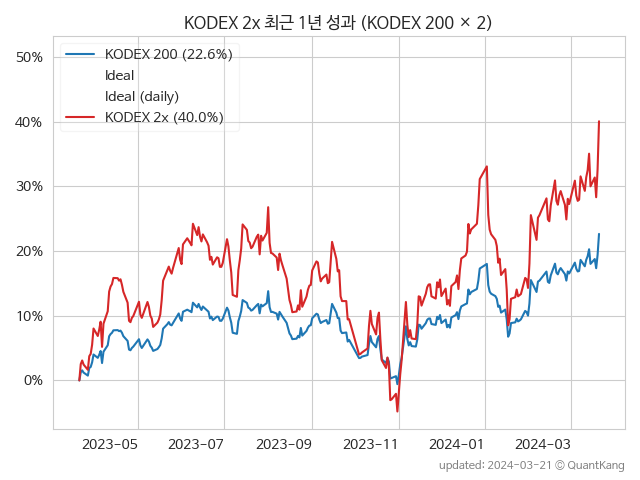 KODEX 2x 최근 1년 성과 (KODEX 200 × 2)
50%
40%
30%
20%
10%
0%
KODEX 200 (22.6%)
Ideal
Ideal (daily)
KODEX 2x (40.0%)
2023-05
2023-07
2023-09
2023-11
2024-01
2024-03
updated: 2024-03-21 © QuantKang